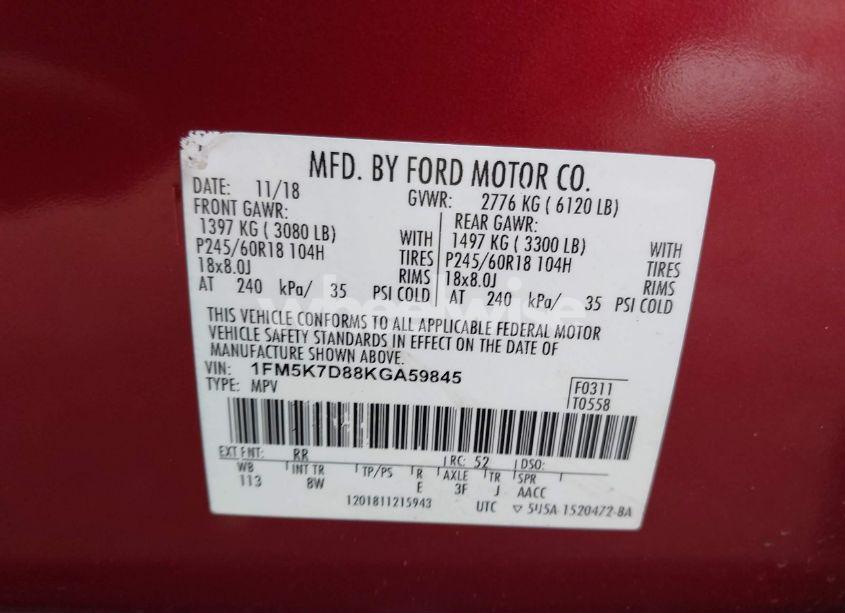 MFD. BY FORD MOTOR CO.
DATE: 11/18 GVWR: 2776 KG ( 6120 LB)
FRONT GAWR: REAR GAWR:
1397 KG ( 3080 LB) WITH 1497 KG ( 3300 LB) WITH
P245/60R18 104H TIRES P245/60R18 104H TIRES
18x8.0J RIMS 18x8.0J RIMS
AT 240 kPa/ 35 PSI COLD AT 240 kPa/ 35 PSI COLD
wheelwise
THIS VEHICLE CONFORMS TO ALL APPLICABLE FEDERAL MOTOR
VEHICLE SAFETY STANDARDS IN EFFECT ON THE DATE OF
MANUFACTURE SHOWN ABOVE.
VIN: 1FM5K7D88KGA59845
TYPE: MPV
F0311
T0558
EXT PNT: RR RC: 52 DSO:
WB INT TR TP/PS R AXLE TR SPR
113 8W E 3F J AACC
1201811215943 UTC ▽ 5U5A-1520472-BA